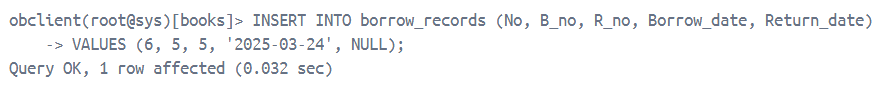 obclient(root@sys)[books]> INSERT INTO borrow_records (No, B_no, R_no, Borrow_date, Return_date)
    -> VALUES (6, 5, 5, '2025-03-24', NULL);
Query OK, 1 row affected (0.032 sec)